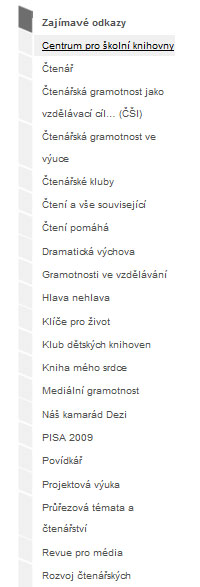 Zajímavé odkazy
Centrum pro školní knihovny
Čtenář
Čtenářská gramotnost jako
vzdělávací cíl... (ČŠI)
Čtenářská gramotnost ve
výuce
Čtenářské kluby
Čtení a vše související
Čtení pomáhá
Dramatická výchova
Gramotnosti ve vzdělávání
Hlava nehlava
Klíče pro život
Klub dětských knihoven
Kniha mého srdce
Mediální gramotnost
Náš kamarád Dezi
PISA 2009
Povídkář
Projektová výuka
Průřezová témata a
čtenářství
Revue pro média
Rozvoj čtenářských